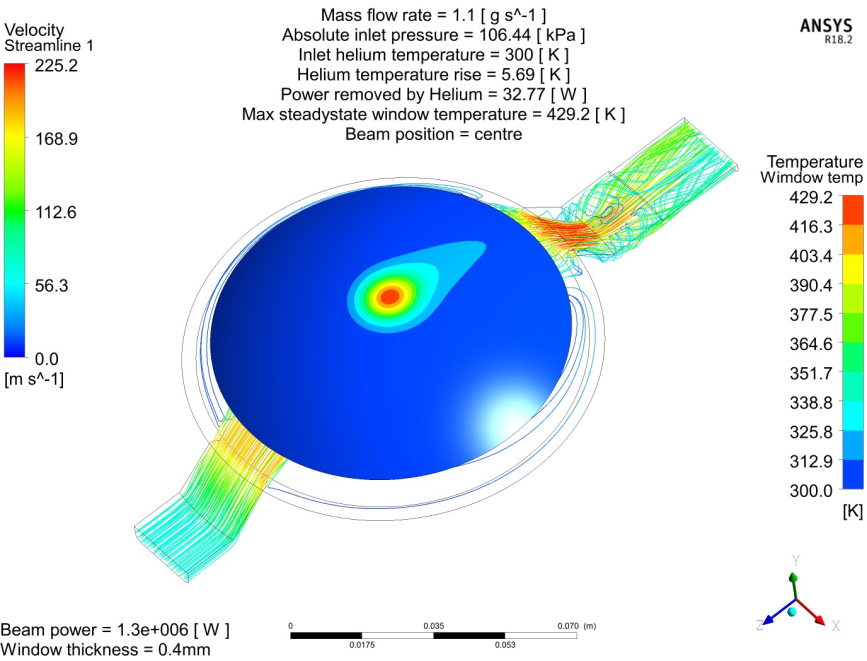 Mass flow rate = 1.1 [ g s^-1 ]
Absolute inlet pressure = 106.44 [ kPa ]
Inlet helium temperature = 300 [ K ]
Helium temperature rise = 5.69 [ K ]
Power removed by Helium = 32.77 [ W ]
Max steadystate window temperature = 429.2 [ K ]
Beam position = centre
ANSYS
R18.2
Velocity
Streamline 1
225.2
168.9
112.6
56.3
0.0
[m s^-1]
Temperature
Wimdow temp
429.2
416.3
403.4
390.4
377.5
364.6
351.7
338.8
325.8
312.9
300.0
[K]
Y
Z
X
0
0.035
0.070 (m)
0.0175
0.053
Beam power = 1.3e+006 [ W ]
Window thickness = 0.4mm